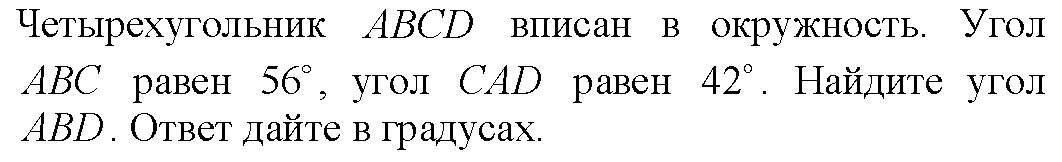 Четырехугольник ABCD вписан в окружность. Угол
ABC равен 56°, угол CAD равен 42°. Найдите угол
ABD. Ответ дайте в градусах.